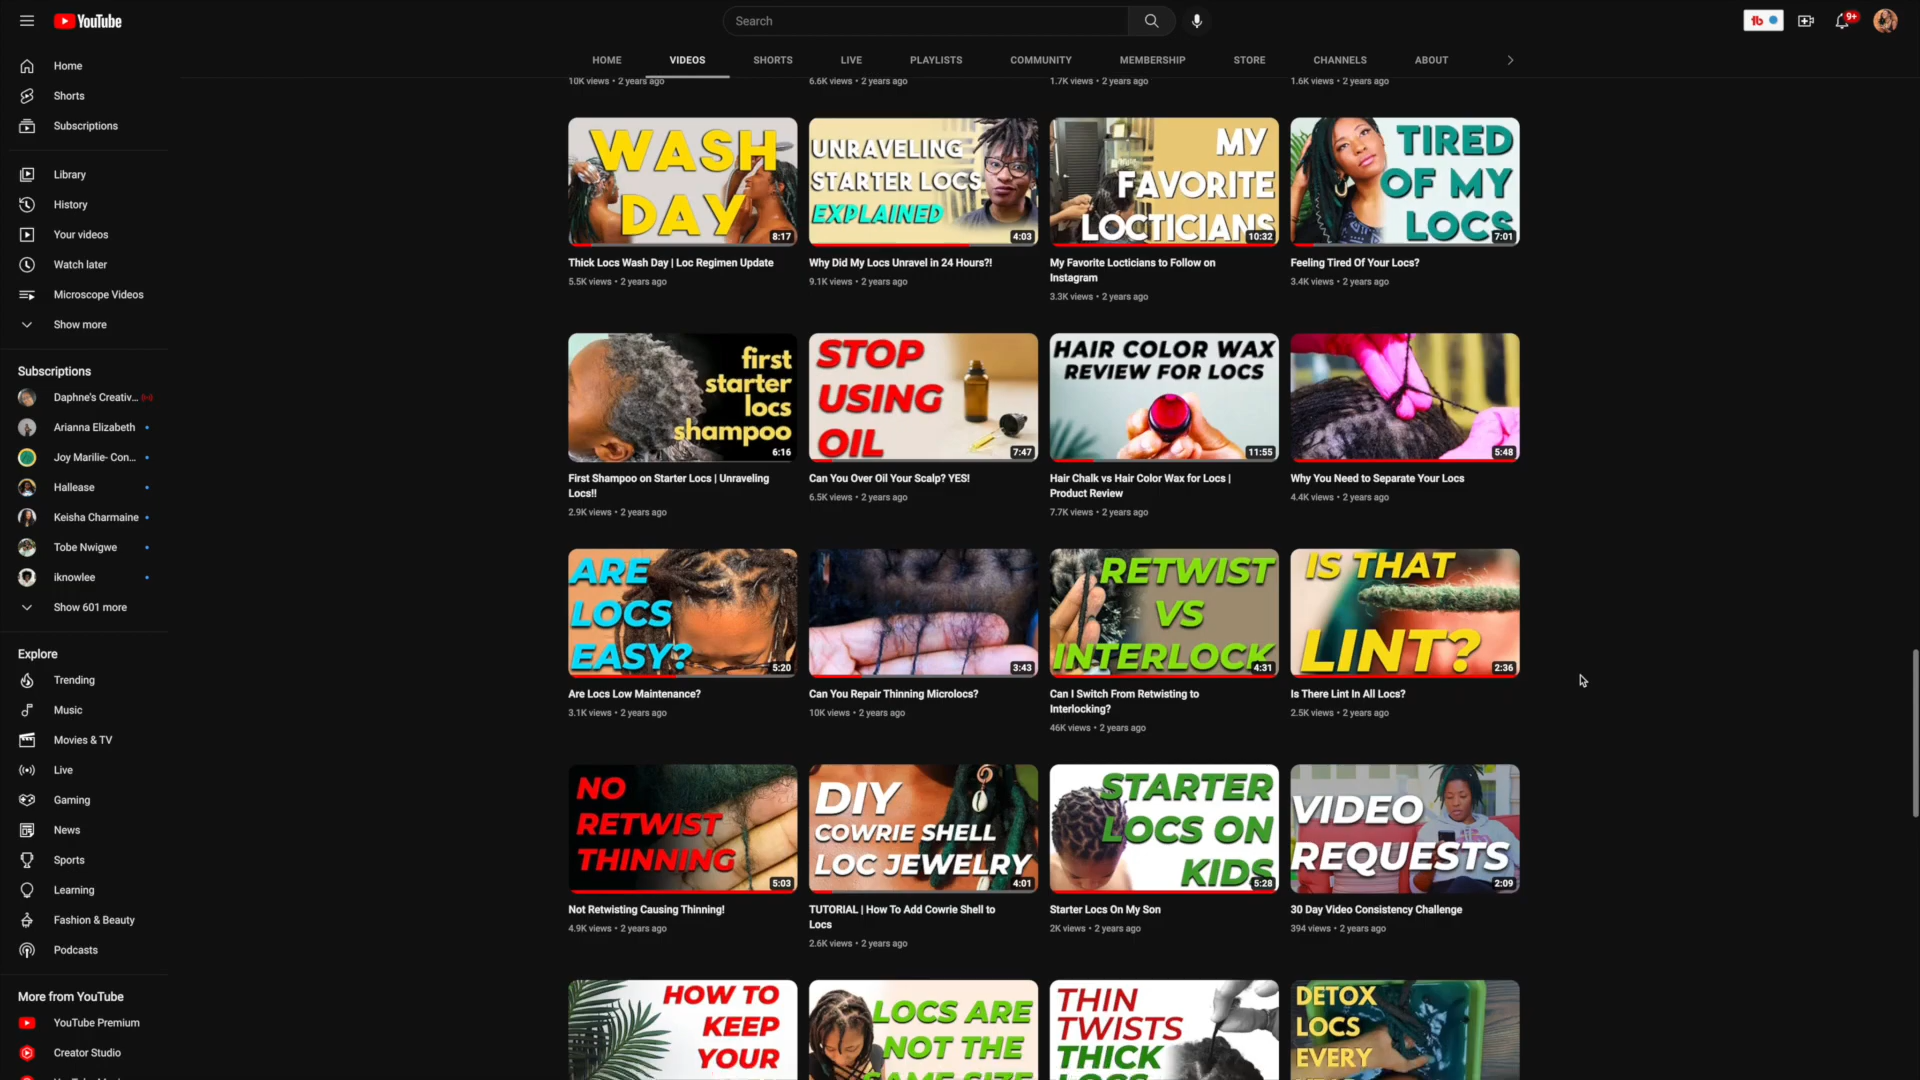 YouTube
Search
tb
9+
HOME
VIDEOS
SHORTS
LIVE
PLAYLISTS
COMMUNITY
MEMBERSHIP
STORE
CHANNELS
ABOUT
Home
Shorts
Subscriptions
Library
History
Your videos
Watch later
Microscope Videos
Show more
Subscriptions
Daphne's Creativ...
Arianna Elizabeth
Joy Marilie- Con...
Hallease
Keisha Charmaine
Tobe Nwigwe
iknowlee
Show 601 more
Explore
Trending
Music
Movies & TV
Live
Gaming
News
Sports
Learning
Fashion & Beauty
Podcasts
More from YouTube
YouTube Premium
Creator Studio
10K views • 2 years ago
6.6K views • 2 years ago
1.7K views • 2 years ago
1.6K views • 2 years ago
WASH
DAY
8:17
Thick Locs Wash Day | Loc Regimen Update
5.5K views • 2 years ago
UNRAVELING
STARTER LOCS
EXPLAINED
4:03
Why Did My Locs Unravel in 24 Hours?!
9.1K views • 2 years ago
MY
FAVORITE
LOCTICIANS
10:32
My Favorite Locticians to Follow on
Instagram
3.3K views • 2 years ago
TIRED
OF MY
LOCS
7:01
Feeling Tired Of Your Locs?
3.4K views • 2 years ago
first
starter
locs
shampoo
6:16
First Shampoo on Starter Locs | Unraveling
Locs!!
2.9K views • 2 years ago
STOP
USING
OIL
7:47
Can You Over Oil Your Scalp? YES!
6.5K views • 2 years ago
HAIR COLOR WAX
REVIEW FOR LOCS
11:55
Hair Chalk vs Hair Color Wax for Locs |
Product Review
7.7K views • 2 years ago
5:48
Why You Need to Separate Your Locs
4.4K views • 2 years ago
ARE
LOCS
EASY?
5:20
Are Locs Low Maintenance?
3.1K views • 2 years ago
3:43
Can You Repair Thinning Microlocs?
10K views • 2 years ago
RETWIST
VS
INTERLOCK
4:31
Can I Switch From Retwisting to
Interlocking?
46K views • 2 years ago
IS THAT
LINT?
2:36
Is There Lint In All Locs?
2.5K views • 2 years ago
NO
RETWIST
THINNING
5:03
Not Retwisting Causing Thinning!
4.9K views • 2 years ago
DIY
COWRIE SHELL
LOC JEWELRY
4:01
TUTORIAL | How To Add Cowrie Shell to
Locs
2.6K views • 2 years ago
STARTER
LOCS ON
KIDS
5:28
Starter Locs On My Son
2K views • 2 years ago
VIDEO
REQUESTS
2:09
30 Day Video Consistency Challenge
394 views • 2 years ago
HOW TO
KEEP
YOUR
LOCS ARE
NOT THE
SAME SIZE
THIN
TWISTS
THICK
LOCS
DETOX
LOCS
EVERY